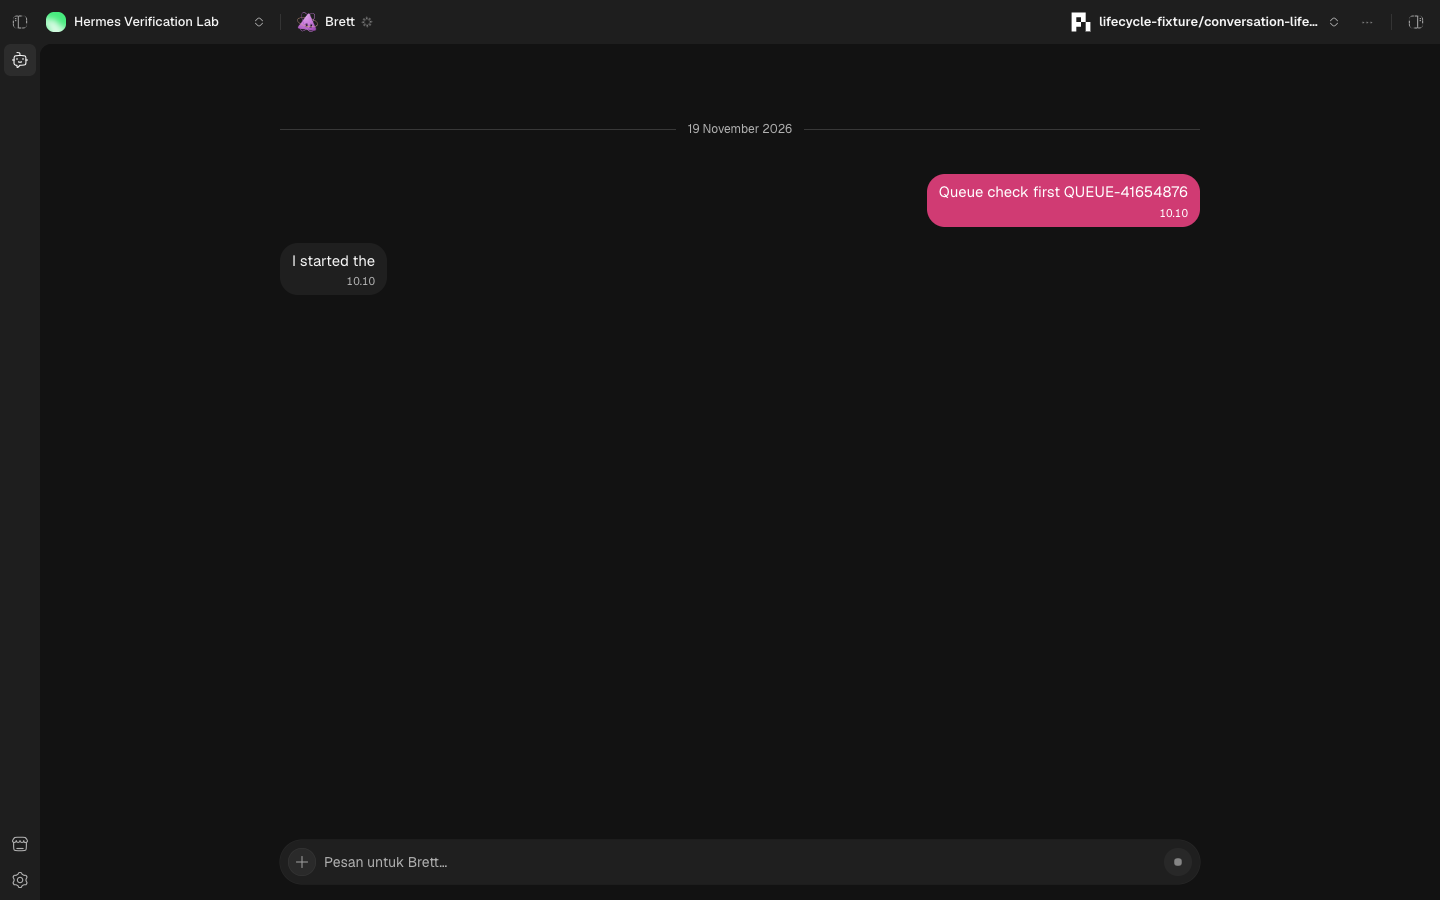 Hermes Verification Lab
Brett
lifecycle-fixture/conversation-life...
19 November 2026
Queue check first QUEUE-41654876
10.10
I started the
10.10
Pesan untuk Brett...